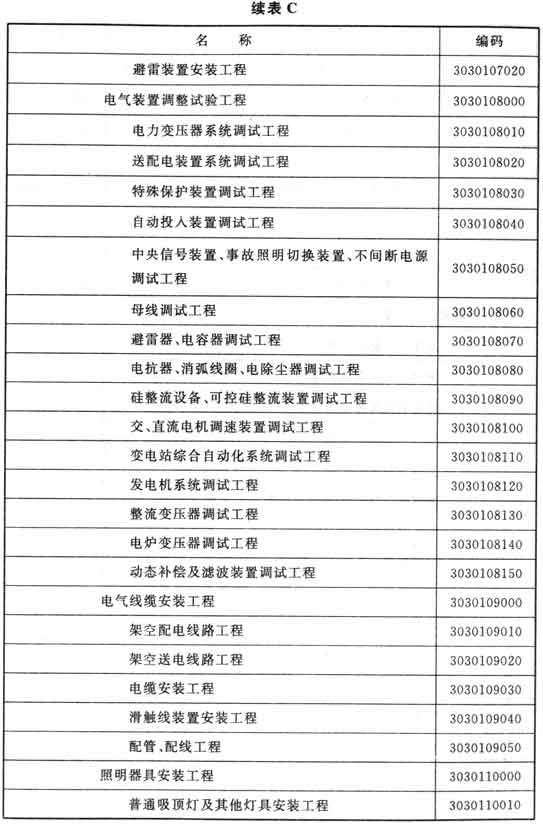 续表C
名 称 编码
避雷装置安装工程 3030107020
电气装置调整试验工程 3030108000
电力变压器系统调试工程 3030108010
送配电装置系统调试工程 3030108020
特殊保护装置调试工程 3030108030
自动投入装置调试工程 3030108040
中央信号装置、事故照明切换装置、不间断电源
调试工程 3030108050
母线调试工程 3030108060
避雷器、电容器调试工程 3030108070
电抗器、消弧线圈、电除尘器调试工程 3030108080
硅整流设备、可控硅整流装置调试工程 3030108090
交、直流电机调速装置调试工程 3030108100
变电站综合自动化系统调试工程 3030108110
发电机系统调试工程 3030108120
整流变压器调试工程 3030108130
电炉变压器调试工程 3030108140
动态补偿及滤波装置调试工程 3030108150
电气线缆安装工程 3030109000
架空配电线路工程 3030109010
架空送电线路工程 3030109020
电缆安装工程 3030109030
滑触线装置安装工程 3030109040
配管、配线工程 3030109050
照明器具安装工程 3030110000
普通吸顶灯及其他灯具安装工程 3030110010